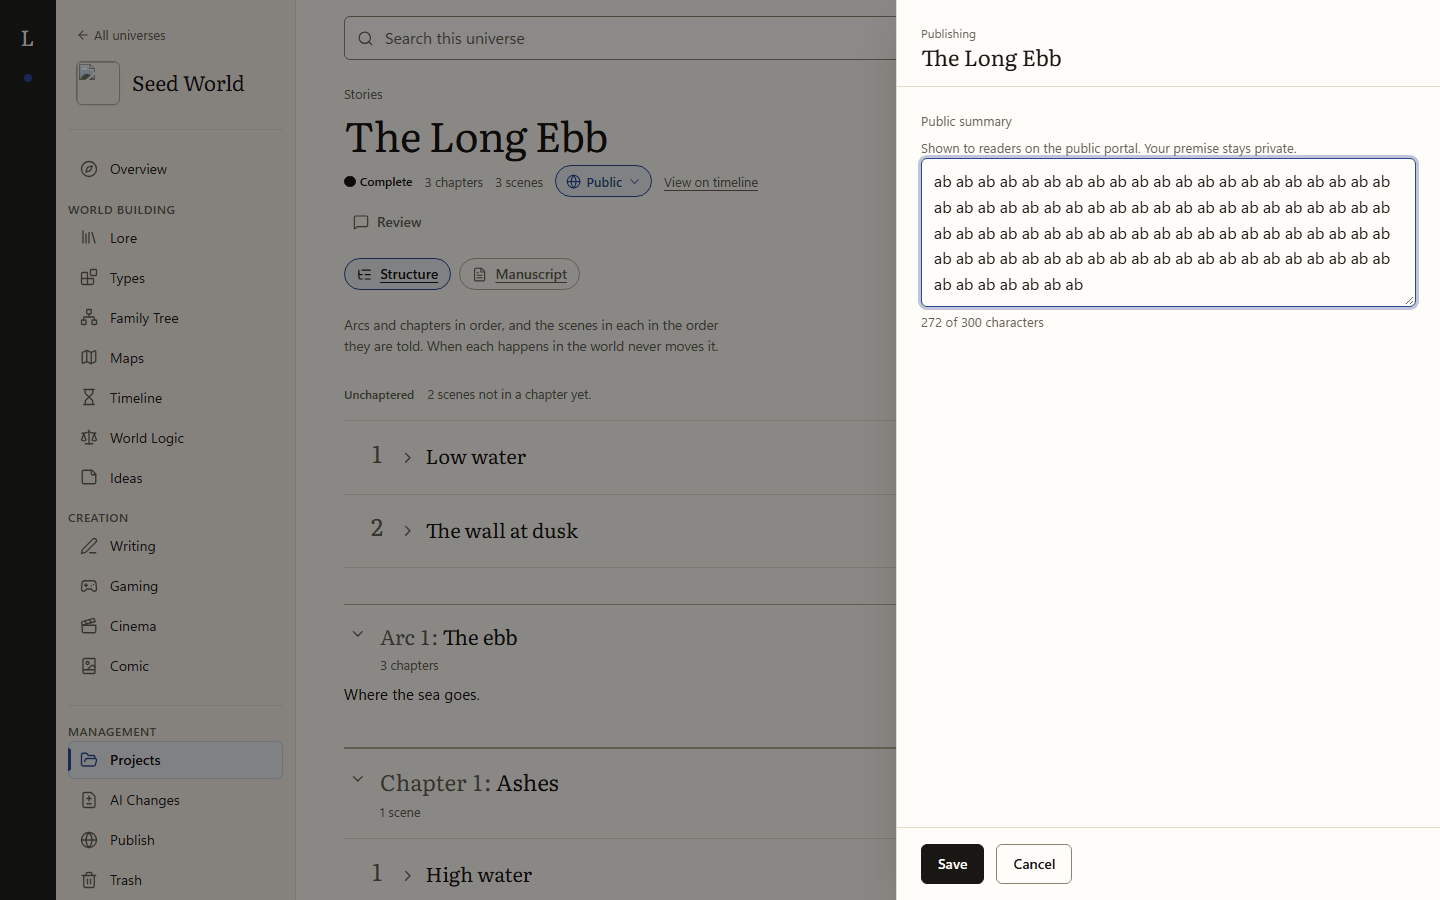 L
All universes
Seed World
Overview
WORLD BUILDING
Lore
Types
Family Tree
Maps
Timeline
World Logic
Ideas
CREATION
Writing
Gaming
Cinema
Comic
MANAGEMENT
Projects
AI Changes
Publish
Trash
Search this universe
Stories
The Long Ebb
Complete 3 chapters 3 scenes Public View on timeline
Review
Structure Manuscript
Arcs and chapters in order, and the scenes in each in the order
they are told. When each happens in the world never moves it.
Unchaptered 2 scenes not in a chapter yet.
1 Low water
2 The wall at dusk
Arc 1: The ebb
3 chapters
Where the sea goes.
Chapter 1: Ashes
1 scene
1 High water
Publishing
The Long Ebb
Public summary
Shown to readers on the public portal. Your premise stays private.
ab ab ab ab ab ab ab ab ab ab ab ab ab ab ab ab ab ab ab ab ab
ab ab ab ab ab ab ab ab ab ab ab ab ab ab ab ab ab ab ab ab ab
ab ab ab ab ab ab ab ab ab ab ab ab ab ab ab ab ab ab ab ab ab
ab ab ab ab ab ab ab ab ab ab ab ab ab ab ab ab ab ab ab ab ab
ab ab ab ab ab ab ab
272 of 300 characters
Save Cancel